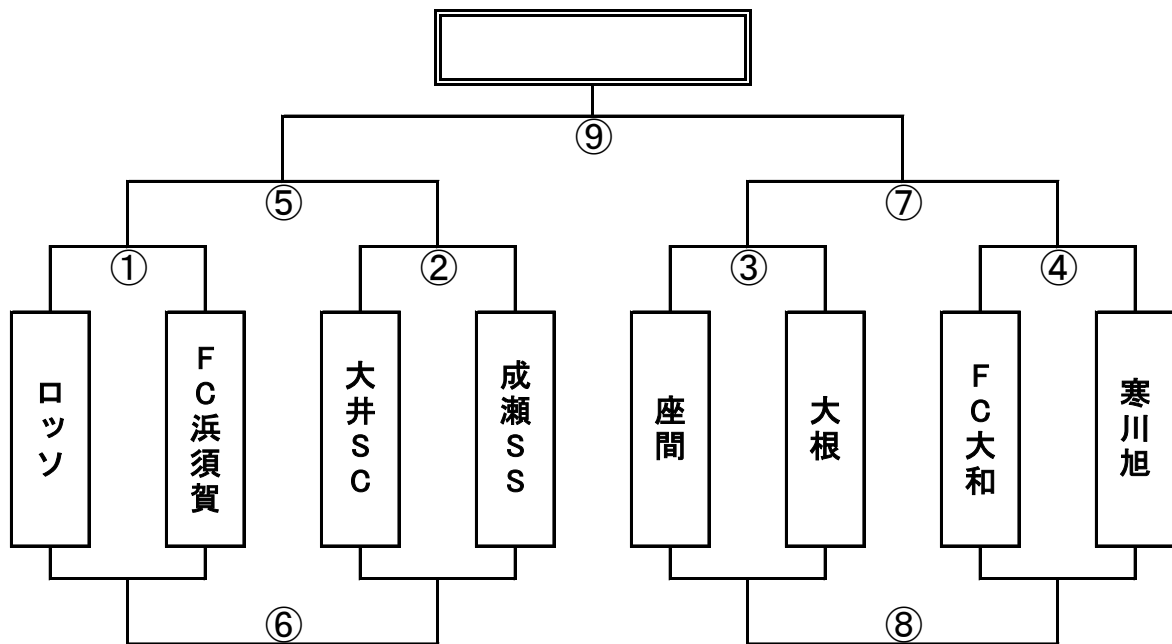 ⑨
⑤
⑦
①
②
③
④
ロッソ
FC浜須賀
大井SC
成瀬SS
座間
大根
FC大和
寒川旭
⑥
⑧